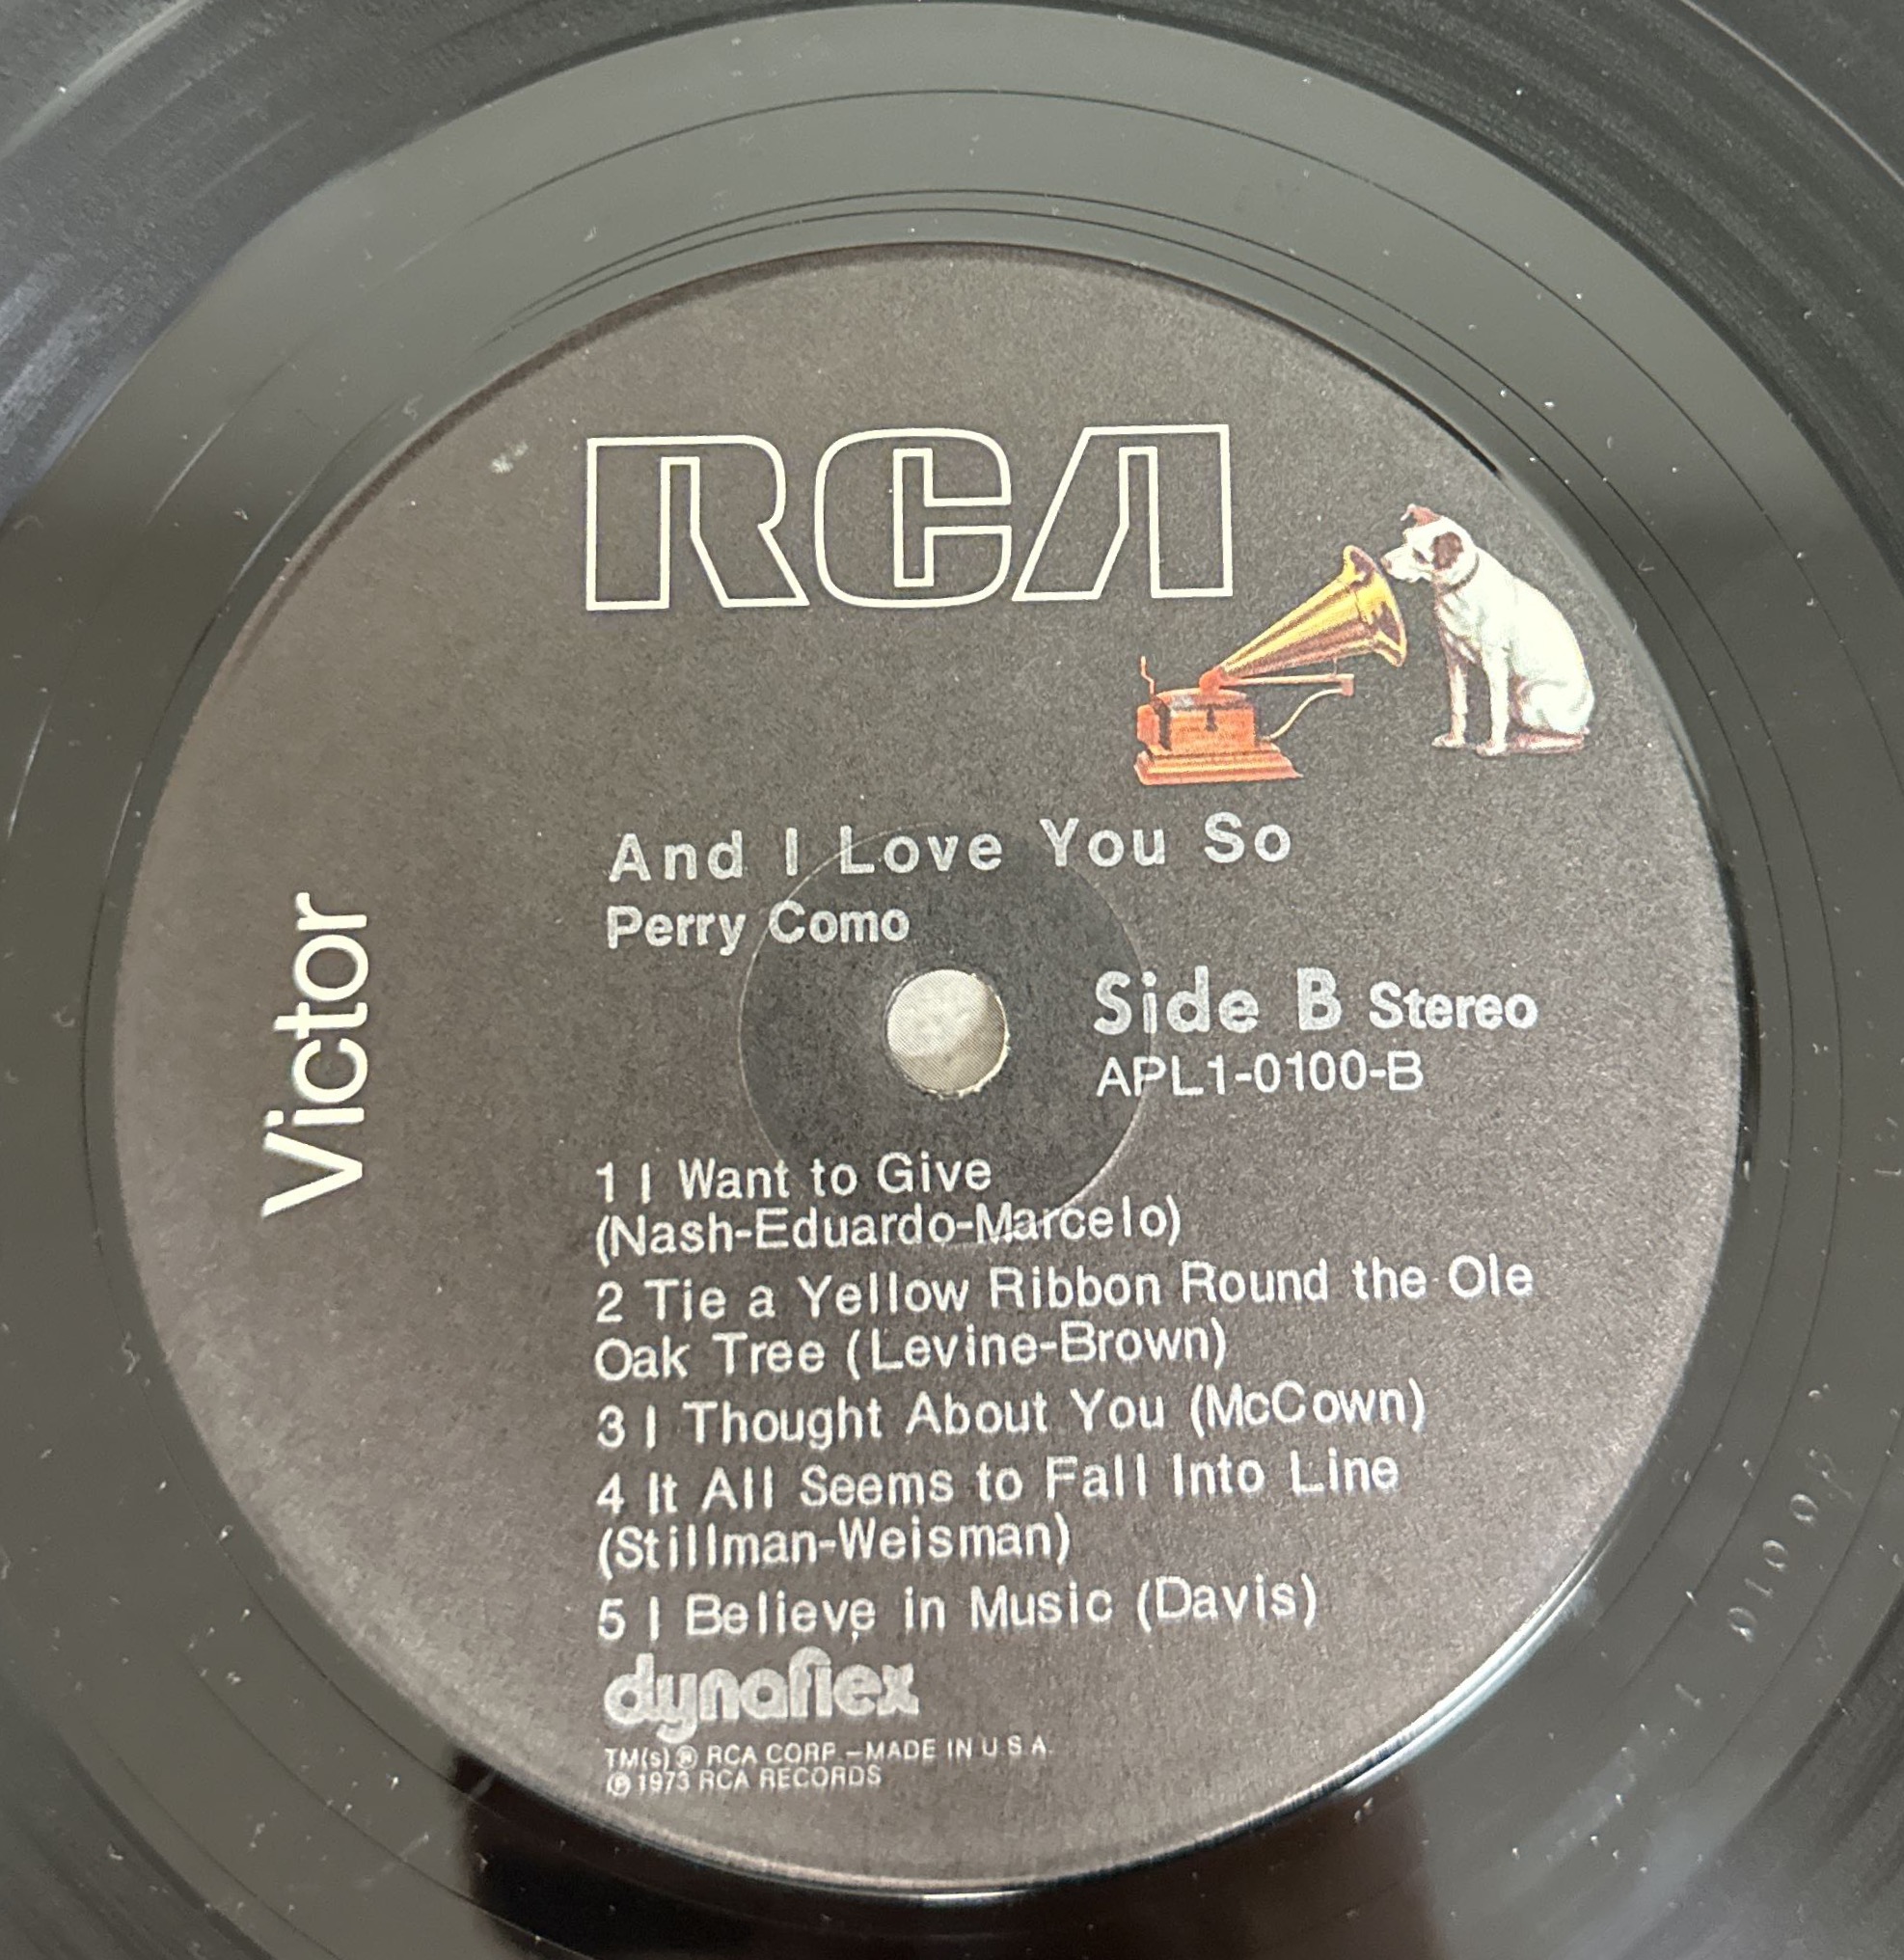 RCA
Victor
And I Love You So
Perry Como
Side B Stereo
APL1-0100-B
1 I Want to Give
(Nash-Eduardo-Marcelo)
2 Tie a Yellow Ribbon Round the Ole
Oak Tree (Levine-Brown)
3 I Thought About You (McCown)
4 It All Seems to Fall Into Line
(Stillman-Weisman)
5 I Believe in Music (Davis)
dynaflex
TM(s) ® RCA CORP.–MADE IN U.S.A.
℗ 1973 RCA RECORDS